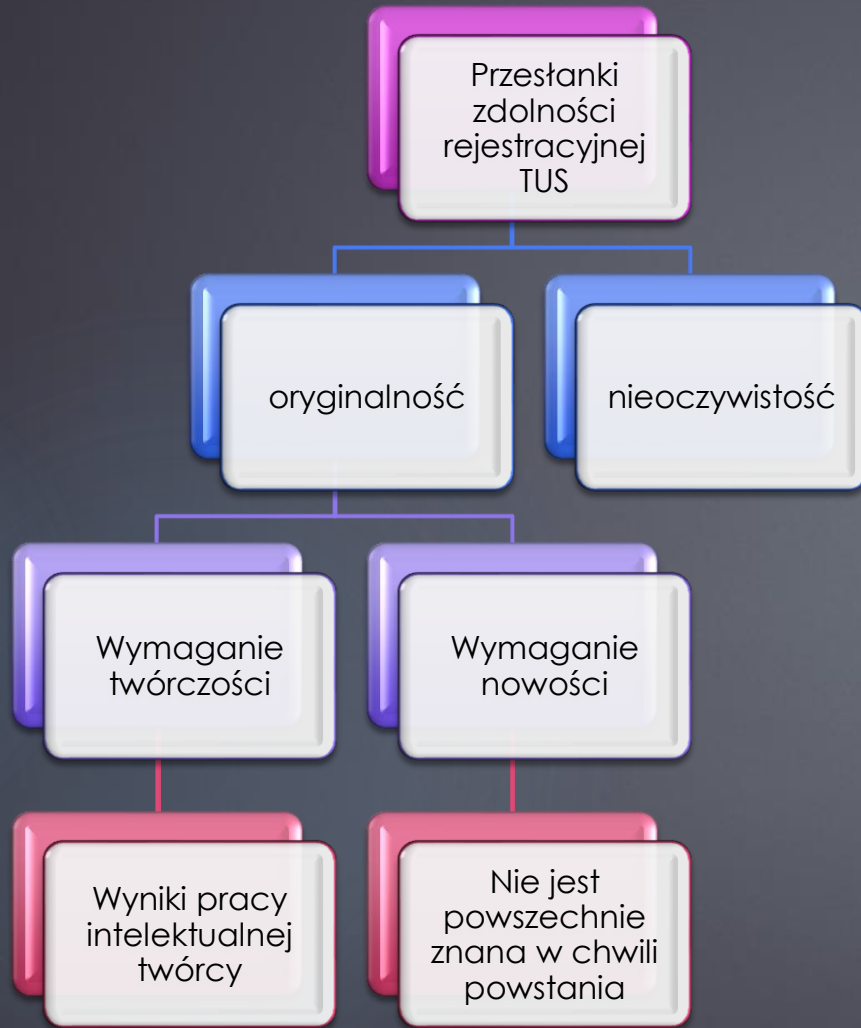 Przesłanki
zdolności
rejestracyjnej
TUS
oryginalność
nieoczywistość
Wymaganie
twórczości
Wymaganie
nowości
Wyniki pracy
intelektualnej
twórcy
Nie jest
powszechnie
znana w chwili
powstania